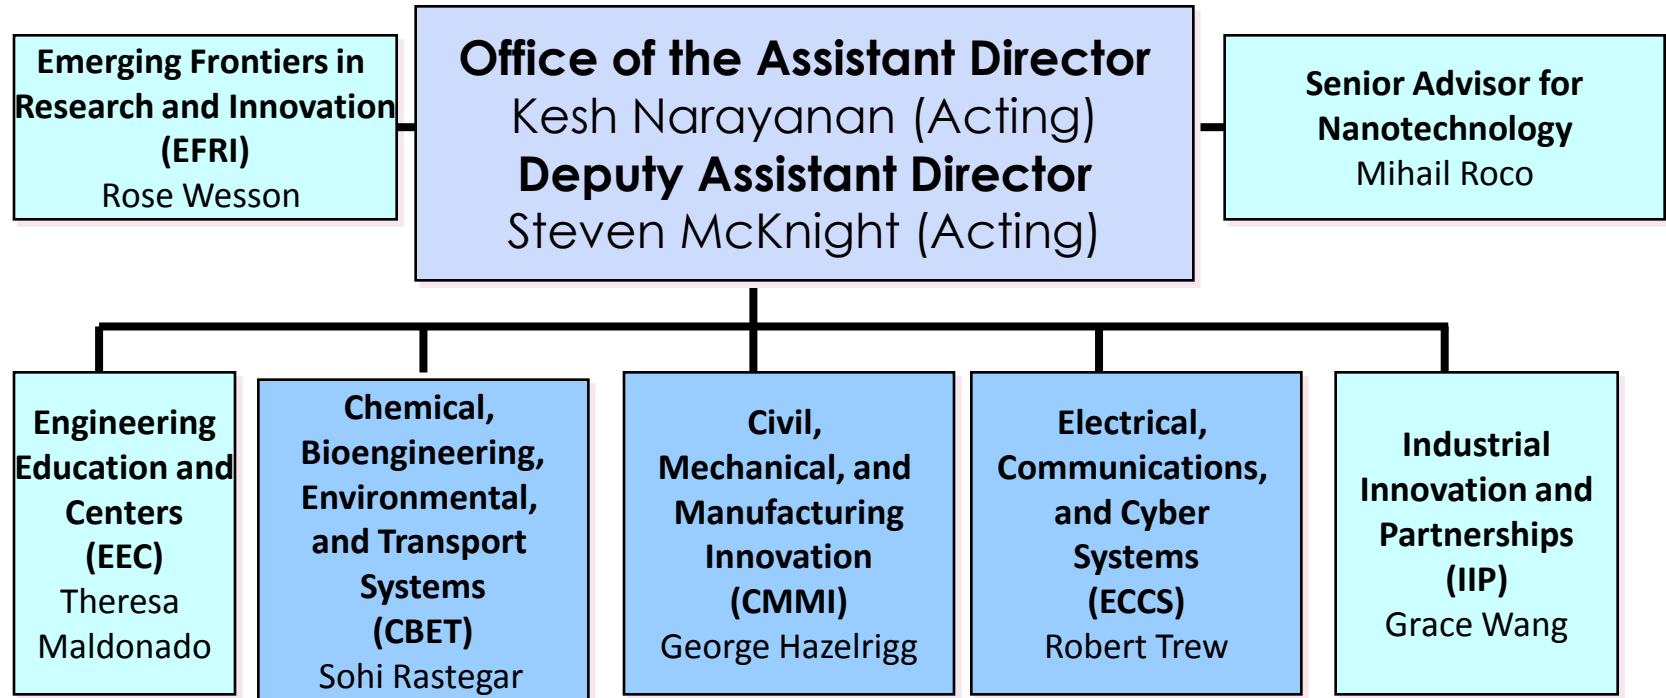 Emerging Frontiers in
Research and Innovation
(EFRI)
Rose Wesson
Office of the Assistant Director
Kesh Narayanan (Acting)
Deputy Assistant Director
Steven McKnight (Acting)
Senior Advisor for
Nanotechnology
Mihail Roco
Engineering
Education and
Centers
(EEC)
Theresa
Maldonado
Chemical,
Bioengineering,
Environmental,
and Transport
Systems
(CBET)
Sohi Rastegar
Civil,
Mechanical, and
Manufacturing
Innovation
(CMMI)
George Hazelrigg
Electrical,
Communications,
and Cyber
Systems
(ECCS)
Robert Trew
Industrial
Innovation and
Partnerships
(IIP)
Grace Wang